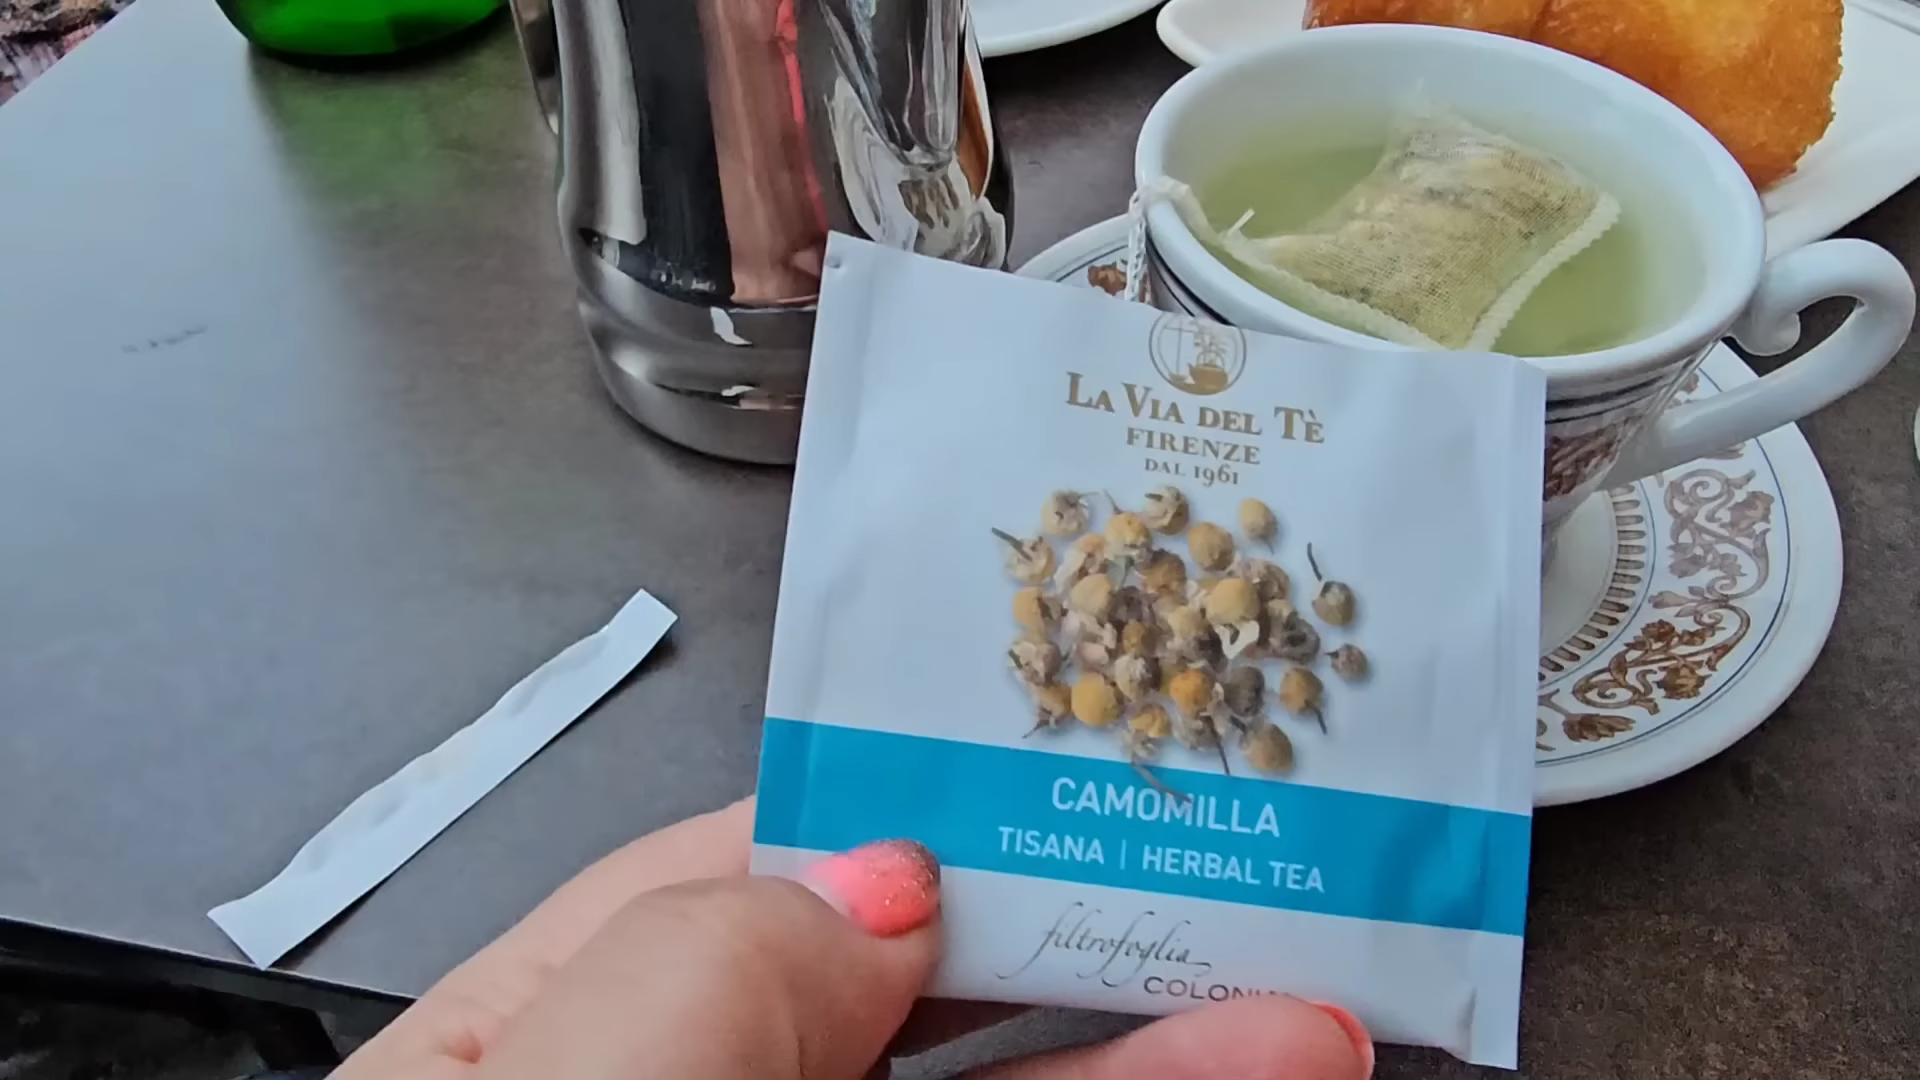 LA VIA DEL TÈ
FIRENZE
DAL 1961
CAMOMILLA
TISANA | HERBAL TEA
filtrofoglia